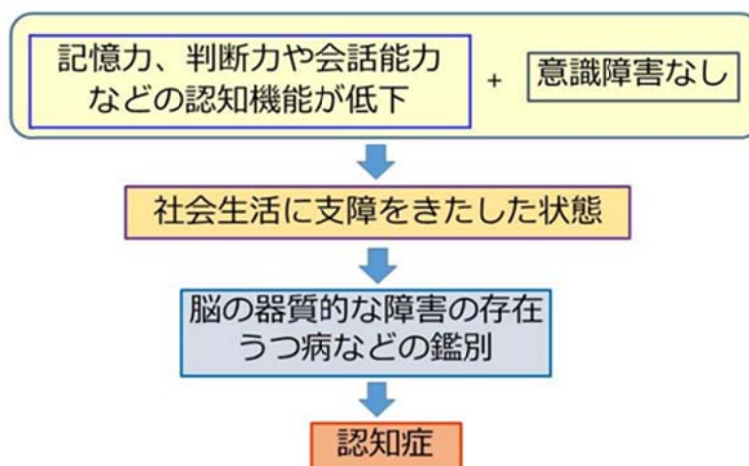 記憶力、判断力や会話能力
などの認知機能が低下
+
意識障害なし
社会生活に支障をきたした状態
脳の器質的な障害の存在
うつ病などの鑑別
認知症